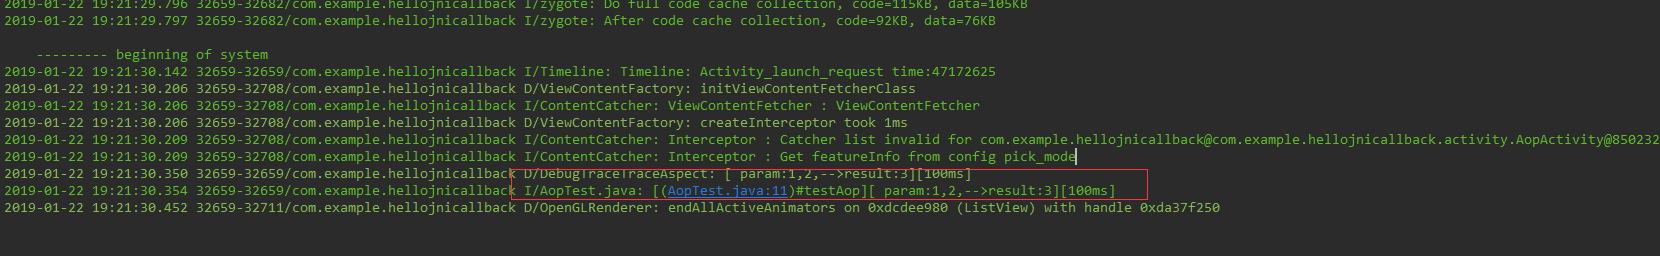 2019-01-22 19:21:29.796 32659-32682/com.example.hellojnicallback I/zygote: Do full code cache collection, code=115KB, data=105KB
2019-01-22 19:21:29.797 32659-32682/com.example.hellojnicallback I/zygote: After code cache collection, code=92KB, data=76KB
--------- beginning of system
2019-01-22 19:21:30.142 32659-32659/com.example.hellojnicallback I/Timeline: Timeline: Activity_launch_request time:47172625
2019-01-22 19:21:30.206 32659-32708/com.example.hellojnicallback D/ViewContentFactory: initViewContentFetcherClass
2019-01-22 19:21:30.206 32659-32708/com.example.hellojnicallback I/ContentCatcher: ViewContentFetcher : ViewContentFetcher
2019-01-22 19:21:30.206 32659-32708/com.example.hellojnicallback D/ViewContentFactory: createInterceptor took 1ms
2019-01-22 19:21:30.209 32659-32708/com.example.hellojnicallback I/ContentCatcher: Interceptor : Catcher list invalid for com.example.hellojnicallback@com.example.hellojnicallback.activity.AopActivity@850232
2019-01-22 19:21:30.209 32659-32708/com.example.hellojnicallback I/ContentCatcher: Interceptor : Get featureInfo from config pick_mode
2019-01-22 19:21:30.350 32659-32659/com.example.hellojnicallback D/DebugTraceTraceAspect: [ param:1,2,-->result:3][100ms]
2019-01-22 19:21:30.354 32659-32659/com.example.hellojnicallback I/AopTest.java: [(AopTest.java:11)#testAop][ param:1,2,-->result:3][100ms]
2019-01-22 19:21:30.452 32659-32711/com.example.hellojnicallback D/OpenGLRenderer: endAllActiveAnimators on 0xdcdee980 (ListView) with handle 0xda37f250